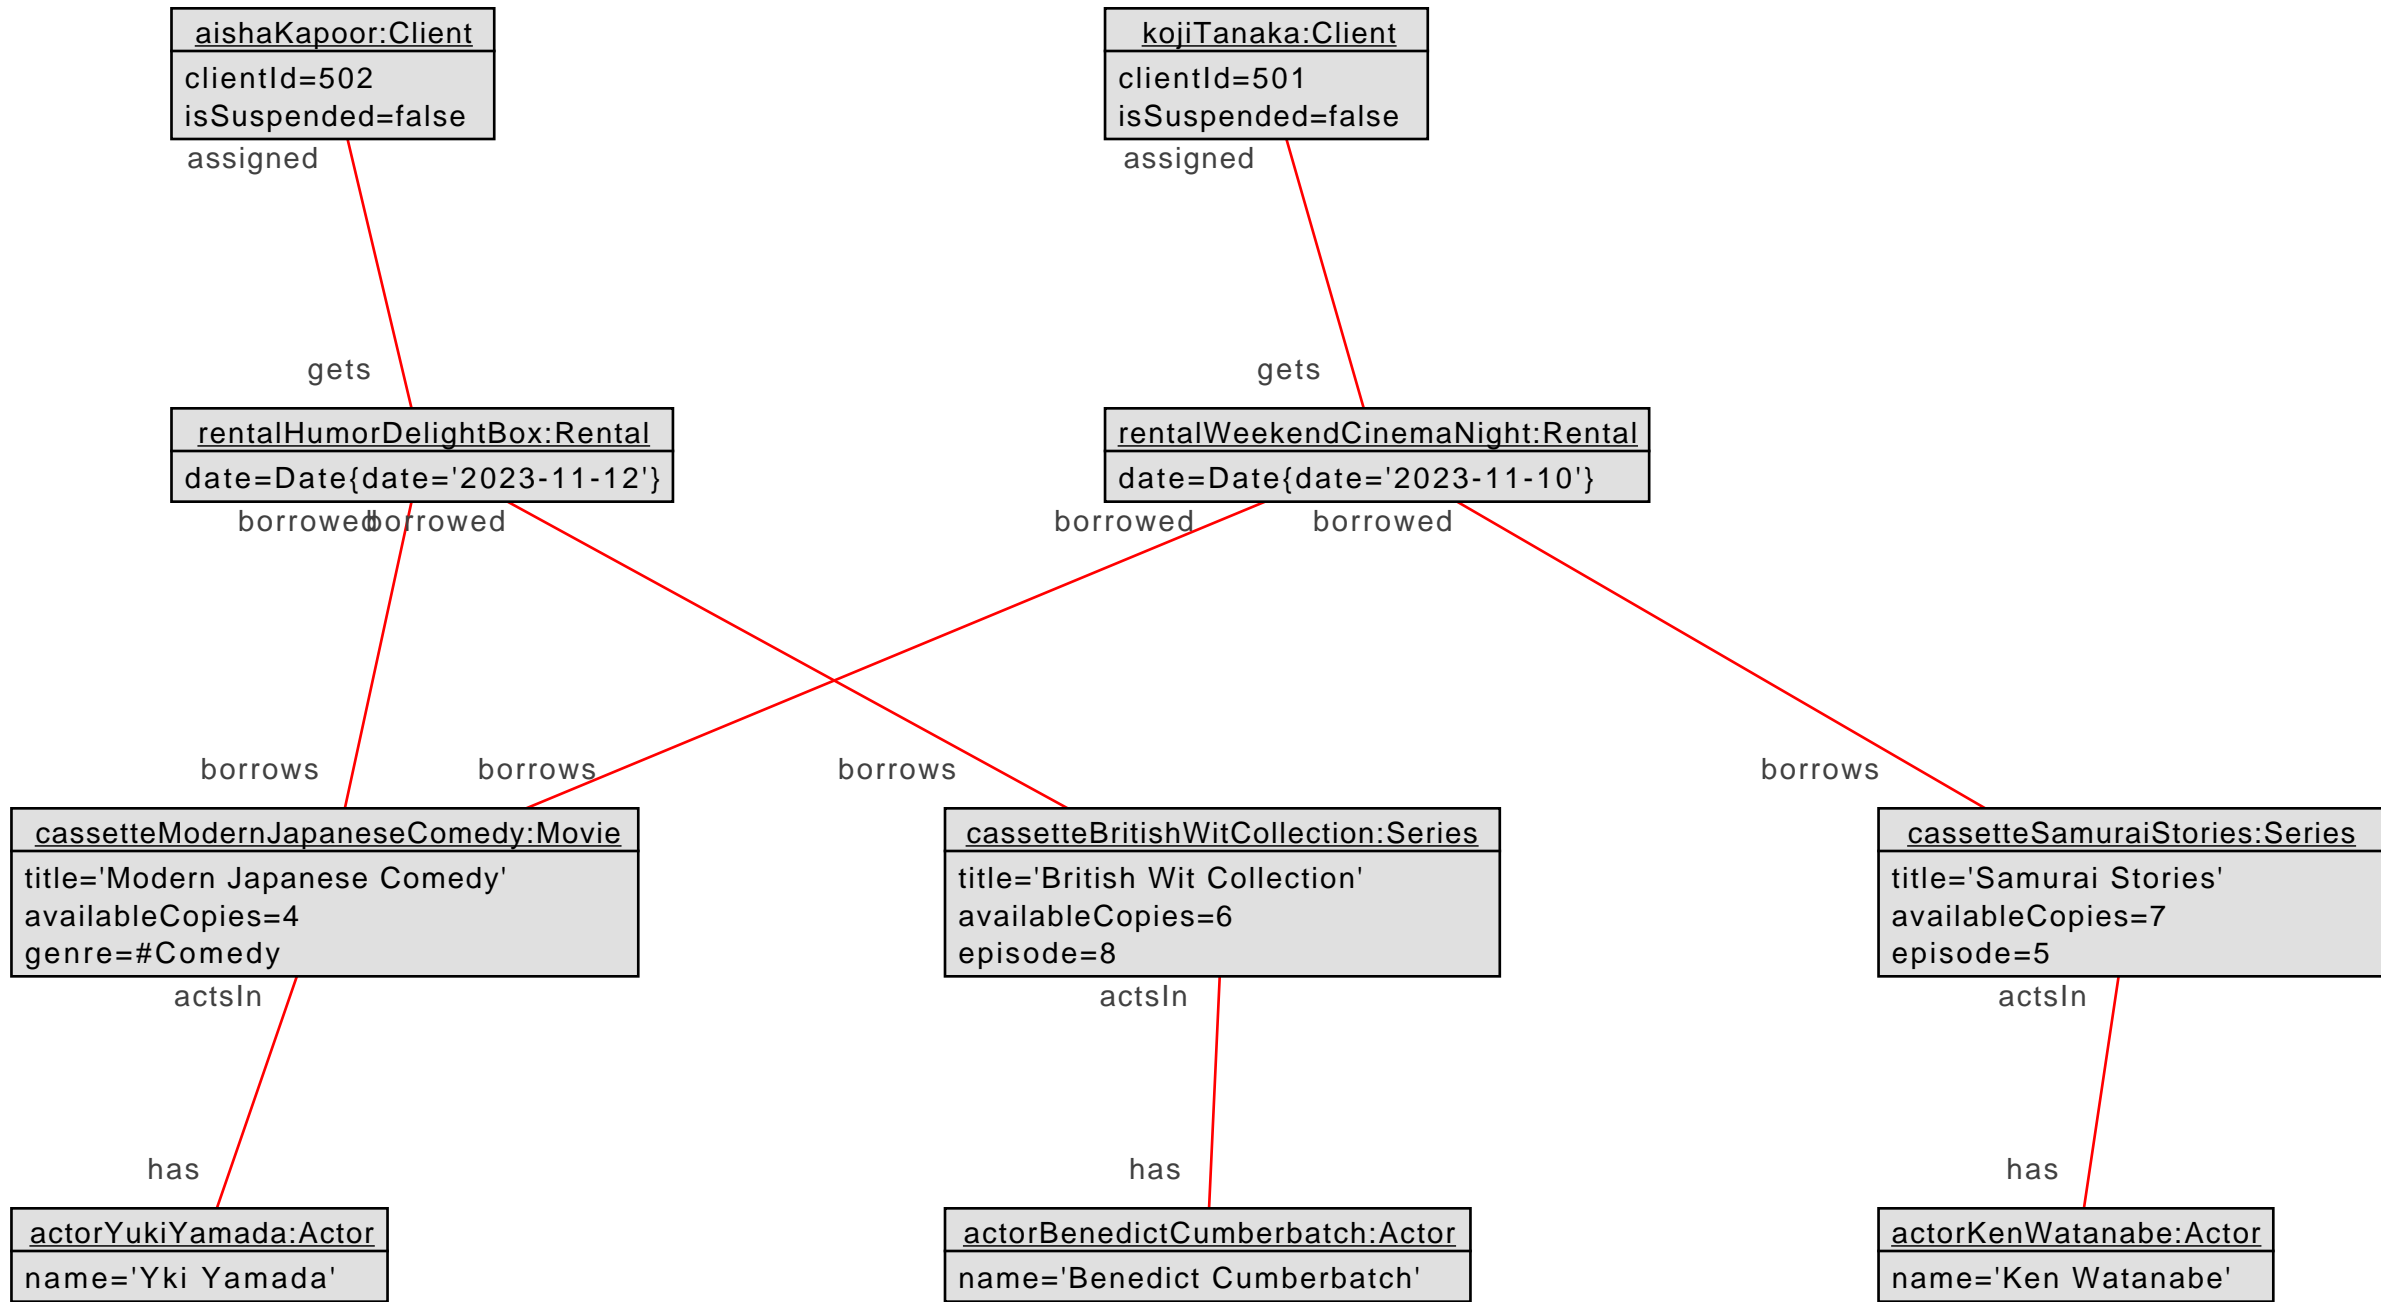 aishaKapoor:Client
clientId=502
isSuspended=false
kojiTanaka:Client
clientId=501
isSuspended=false
assigned
assigned
gets
gets
rentalHumorDelightBox:Rental
date=Date{date='2023-11-12'}
rentalWeekendCinemaNight:Rental
date=Date{date='2023-11-10'}
borrowed
borrowed
borrowed
borrowed
borrows
borrows
borrows
borrows
cassetteModernJapaneseComedy:Movie
title='Modern Japanese Comedy'
availableCopies=4
genre=#Comedy
cassetteBritishWitCollection:Series
title='British Wit Collection'
availableCopies=6
episode=8
cassetteSamuraiStories:Series
title='Samurai Stories'
availableCopies=7
episode=5
actsIn
actsIn
actsIn
has
has
has
actorYukiYamada:Actor
name='Yki Yamada'
actorBenedictCumberbatch:Actor
name='Benedict Cumberbatch'
actorKenWatanabe:Actor
name='Ken Watanabe'